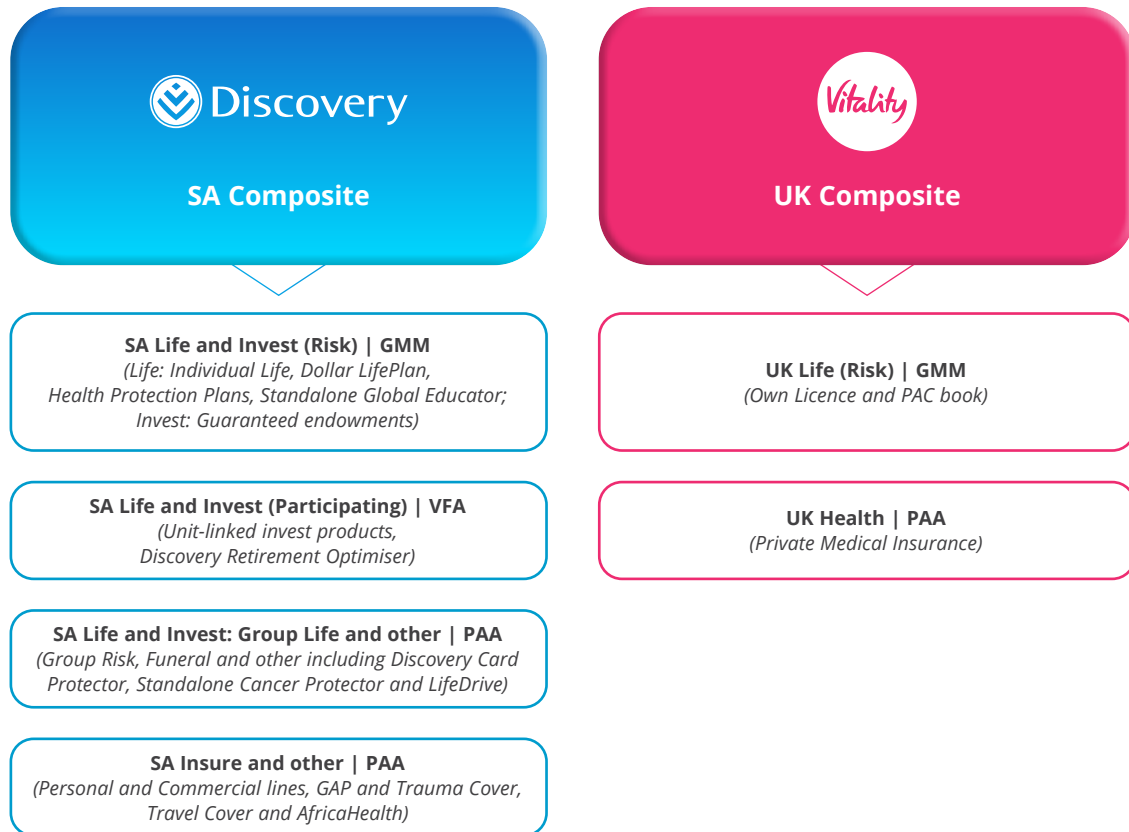 Discovery
SA Composite
SA Life and Invest (Risk) | GMM
(Life: Individual Life, Dollar LifePlan,
Health Protection Plans, Standalone Global Educator;
Invest: Guaranteed endowments)
SA Life and Invest (Participating) | VFA
(Unit-linked invest products,
Discovery Retirement Optimiser)
SA Life and Invest: Group Life and other | PAA
(Group Risk, Funeral and other including Discovery Card
Protector, Standalone Cancer Protector and LifeDrive)
SA Insure and other | PAA
(Personal and Commercial lines, GAP and Trauma Cover,
Travel Cover and AfricaHealth)
Vitality
UK Composite
UK Life (Risk) | GMM
(Own Licence and PAC book)
UK Health | PAA
(Private Medical Insurance)